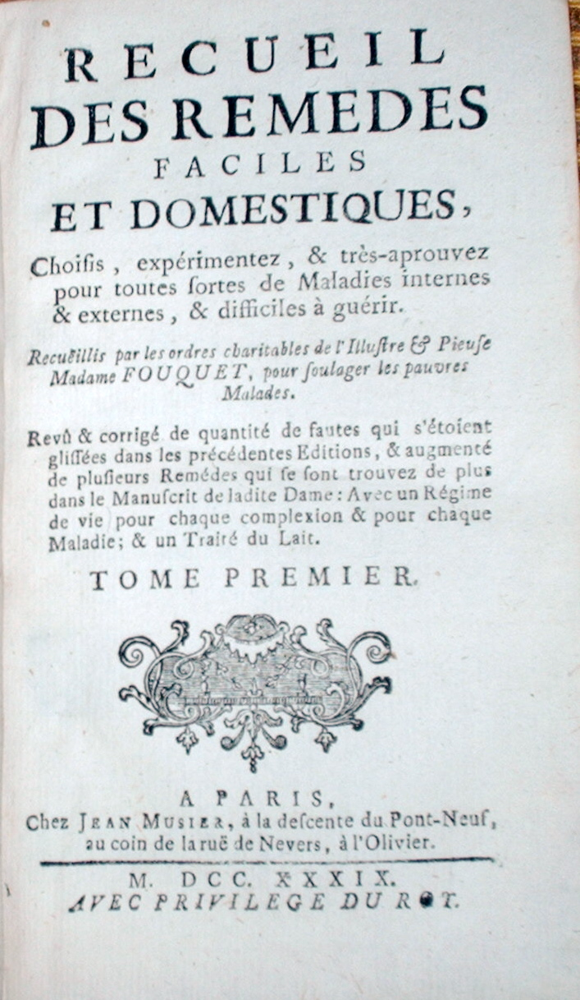 RECUEIL
DES REMEDES
FACILES
ET DOMESTIQUES,
Choisis, expérimentez, & très-aprouvez
pour toutes sortes de Maladies internes
& externes, & difficiles à guérir.
Recuëillis par les ordres charitables de l'Illustre & Pieuse
Madame FOUQUET, pour soulager les pauvres
Malades.
Revû & corrigé de quantité de fautes qui s'étoient
glissées dans les précédentes Editions, & augmenté
de plusieurs Remédes qui se sont trouvez de plus
dans le Manuscrit de ladite Dame: Avec un Régime
de vie pour chaque complexion & pour chaque
Maladie; & un Traité du Lait.
TOME PREMIER.
A PARIS,
Chez JEAN MUSIER, à la descente du Pont-Neuf,
au coin de la ruë de Nevers, à l'Olivier.
M. DCC. XXXIX.
AVEC PRIVILEGE DU ROY.